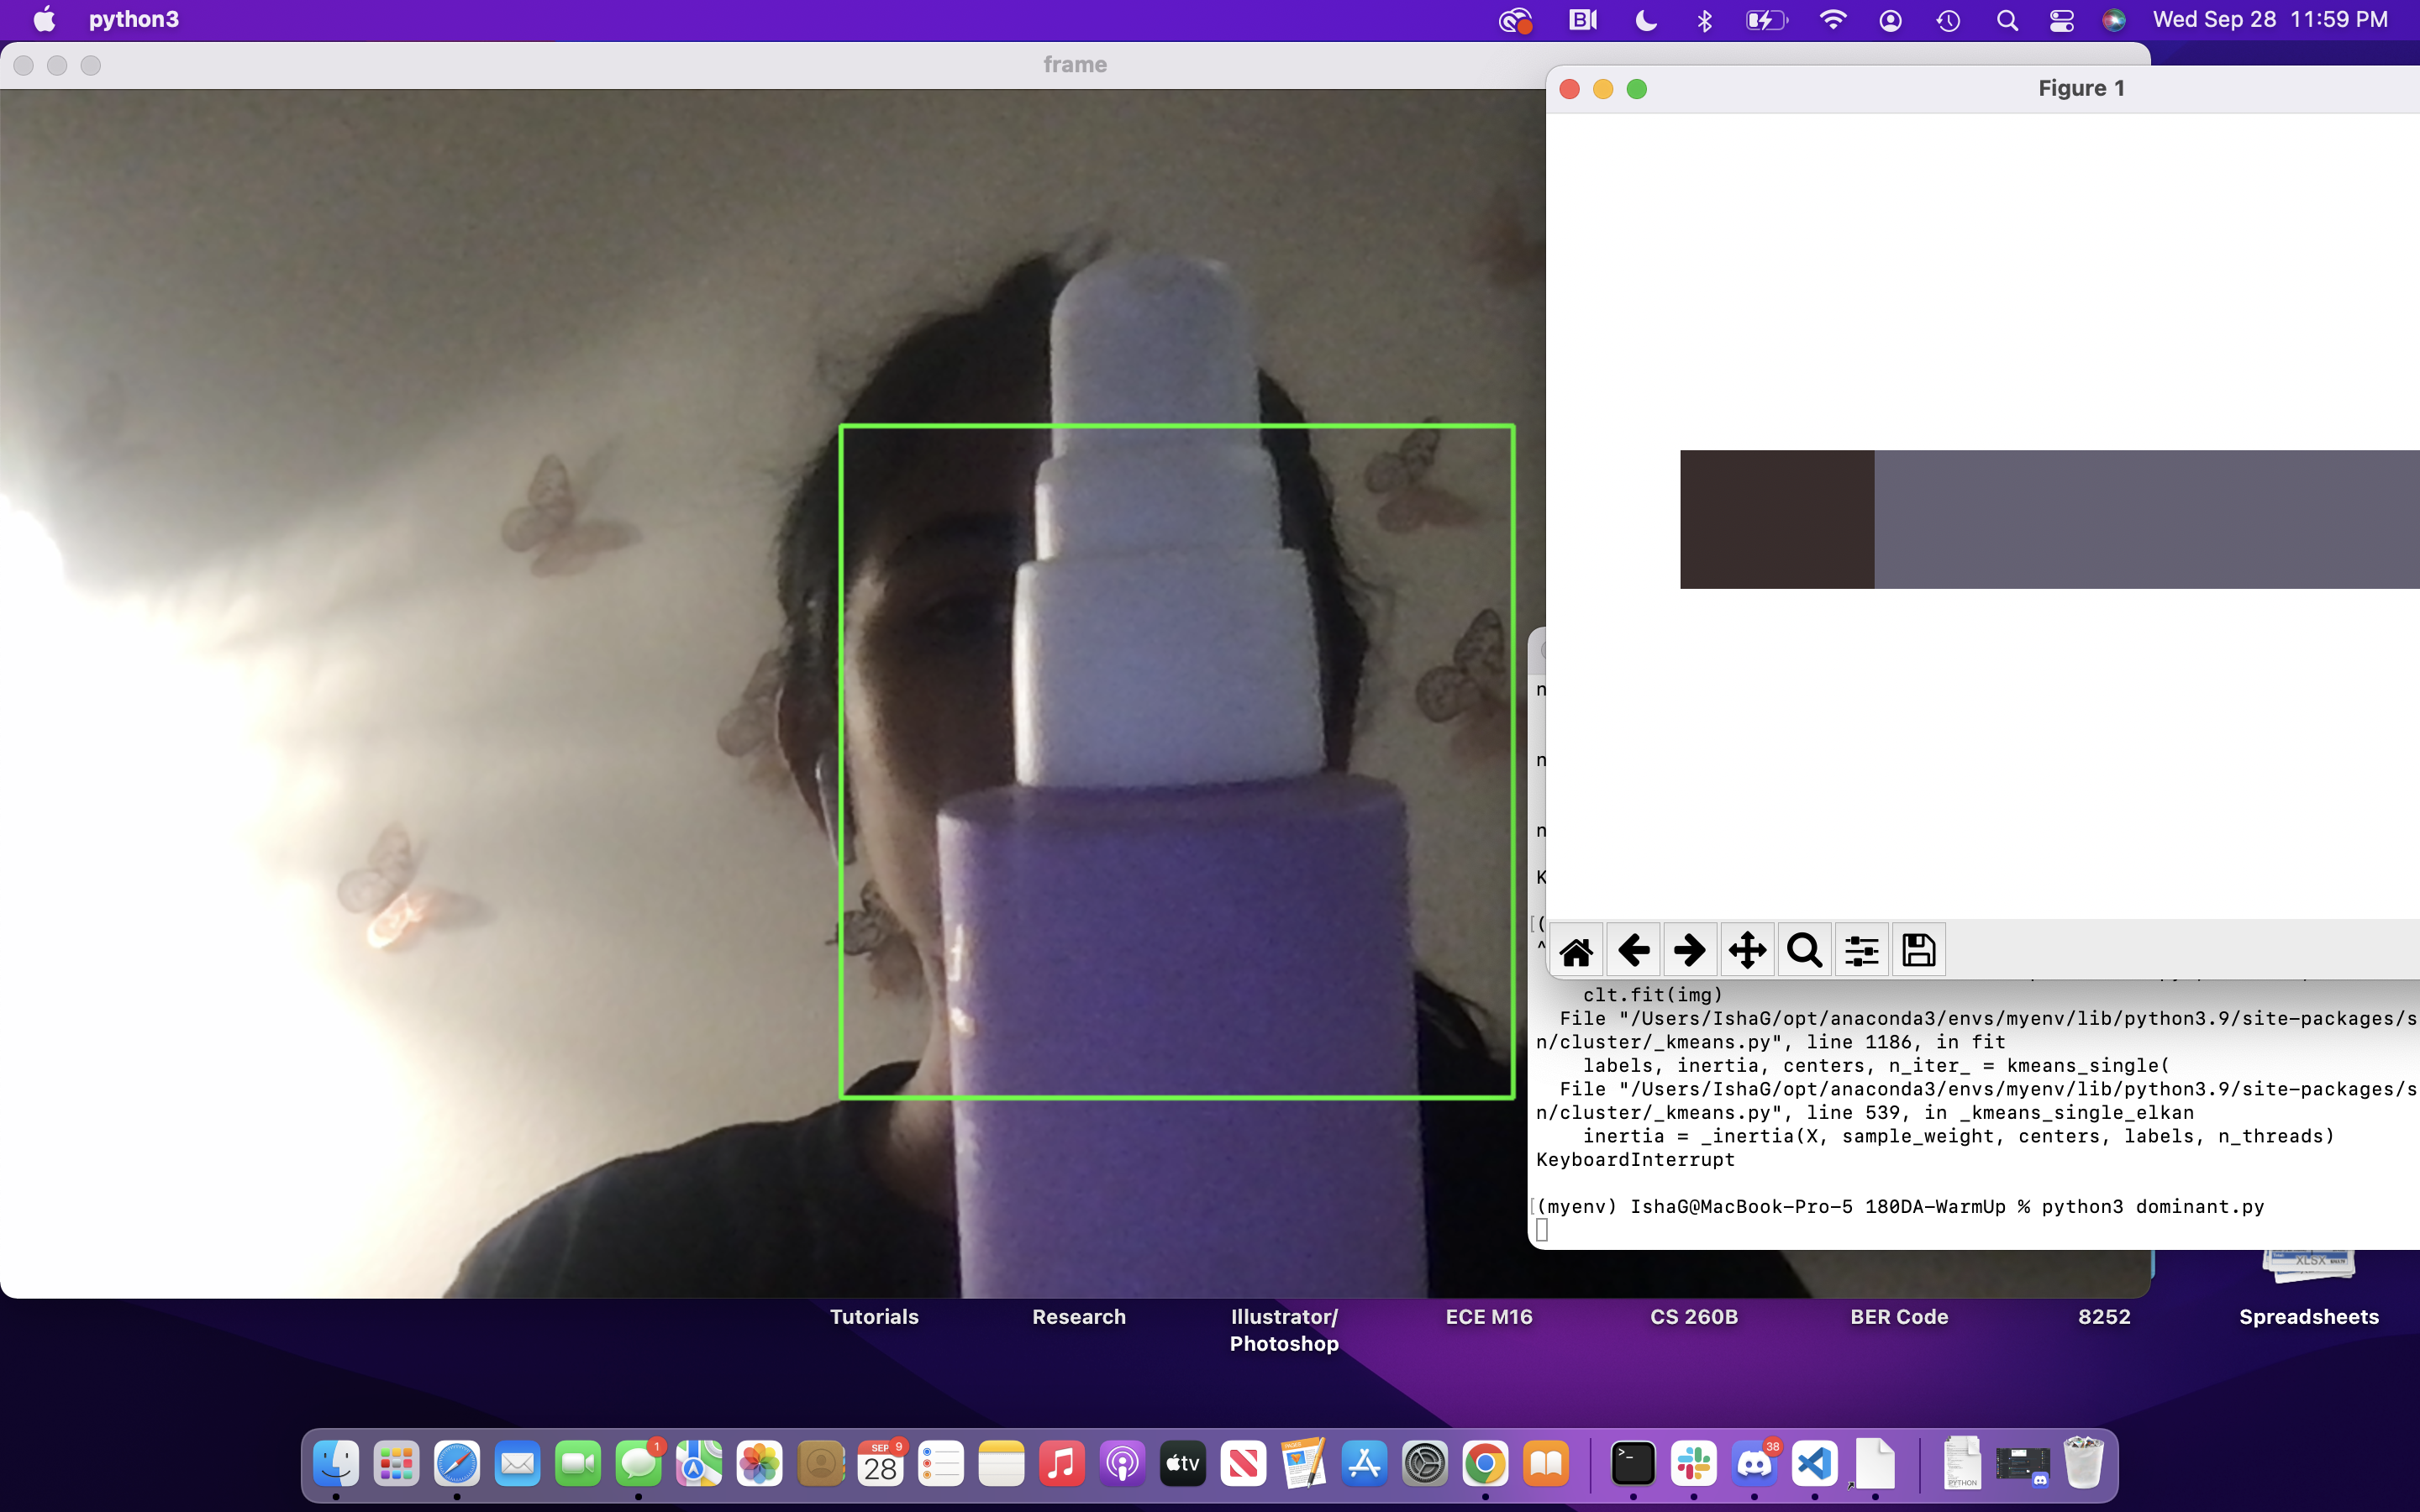 python3
Wed Sep 28 11:59 PM
frame
Figure 1
n
n
n
K
(
^
clt.fit(img)
File "/Users/IshaG/opt/anaconda3/envs/myenv/lib/python3.9/site-packages/s
n/cluster/_kmeans.py", line 1186, in fit
labels, inertia, centers, n_iter_ = kmeans_single(
File "/Users/IshaG/opt/anaconda3/envs/myenv/lib/python3.9/site-packages/s
n/cluster/_kmeans.py", line 539, in _kmeans_single_elkan
inertia = _inertia(X, sample_weight, centers, labels, n_threads)
KeyboardInterrupt
[(myenv) IshaG@MacBook-Pro-5 180DA-WarmUp % python3 dominant.py
XLSX
Tutorials
Research
Illustrator/
Photoshop
ECE M16
CS 260B
BER Code
8252
Spreadsheets
1
SEP
9
28
tv
PAGES
38
PYTHON